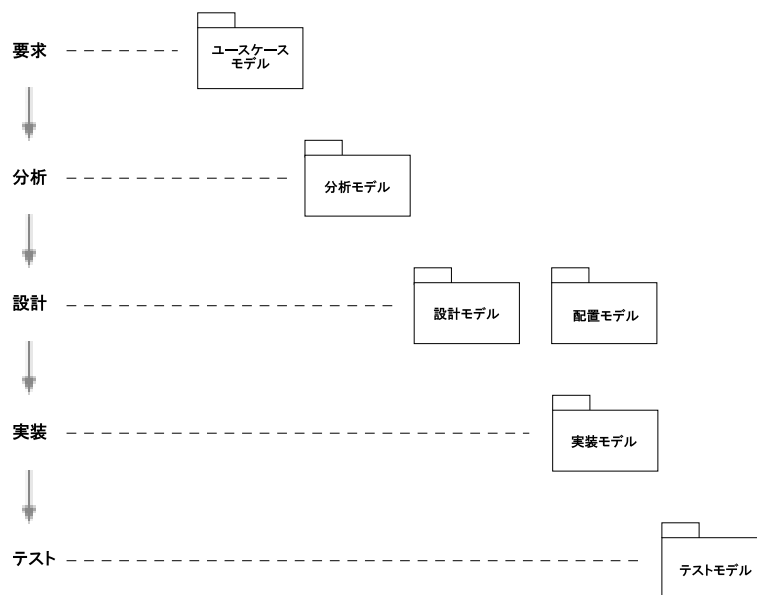 要求
ユースケース
モデル
分析
分析モデル
設計
設計モデル
配置モデル
実装
実装モデル
テスト
テストモデル